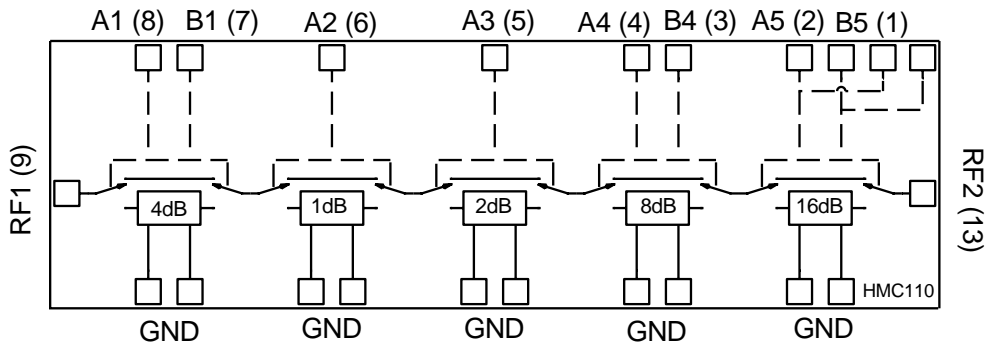 A1 (8) B1 (7) A2 (6) A3 (5) A4 (4) B4 (3) A5 (2) B5 (1)
RF1 (9)
RF2 (13)
4dB 1dB 2dB 8dB 16dB
HMC110
GND GND GND GND GND